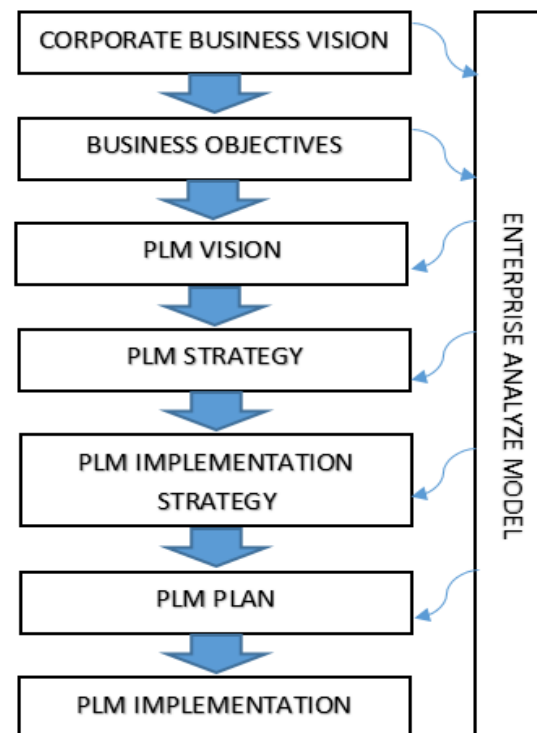 CORPORATE BUSINESS VISION
BUSINESS OBJECTIVES
PLM VISION
PLM STRATEGY
PLM IMPLEMENTATION
STRATEGY
PLM PLAN
PLM IMPLEMENTATION
ENTERPRISE ANALYZE MODEL